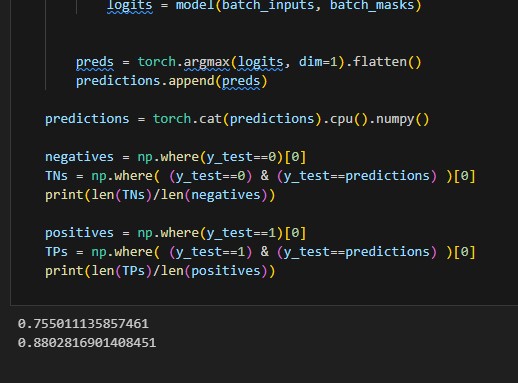 logits = model(batch_inputs, batch_masks)
preds = torch.argmax(logits, dim=1).flatten()
predictions.append(preds)
predictions = torch.cat(predictions).cpu().numpy()
negatives = np.where(y_test==0)[0]
TNs = np.where( (y_test==0) & (y_test==predictions) )[0]
print(len(TNs)/len(negatives))
positives = np.where(y_test==1)[0]
TPs = np.where( (y_test==1) & (y_test==predictions) )[0]
print(len(TPs)/len(positives))
0.755011135857461
0.8802816901408451